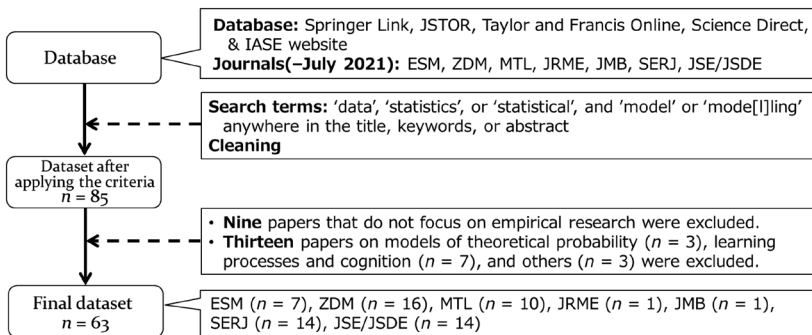 Database
Database: Springer Link, JSTOR, Taylor and Francis Online, Science Direct,
& IASE website
Journals(–July 2021): ESM, ZDM, MTL, JRME, JMB, SERJ, JSE/JSDE
Search terms: ‘data’, ‘statistics’, or ‘statistical’, and ’model’ or ‘mode[l]ling’
anywhere in the title, keywords, or abstract
Cleaning
Dataset after
applying the criteria
n = 85
• Nine papers that do not focus on empirical research were excluded.
• Thirteen papers on models of theoretical probability (n = 3), learning
processes and cognition (n = 7), and others (n = 3) were excluded.
Final dataset
n = 63
ESM (n = 7), ZDM (n = 16), MTL (n = 10), JRME (n = 1), JMB (n = 1),
SERJ (n = 14), JSE/JSDE (n = 14)